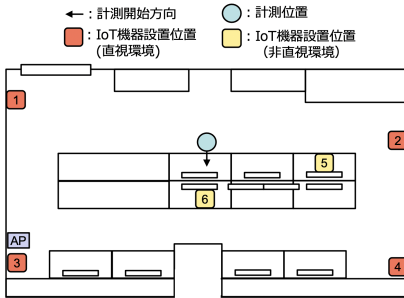 ←：計測開始方向
：計測位置
：IoT機器設置位置
(直視環境)
：IoT機器設置位置
(非直視環境)
1
2
5
6
AP
3
4